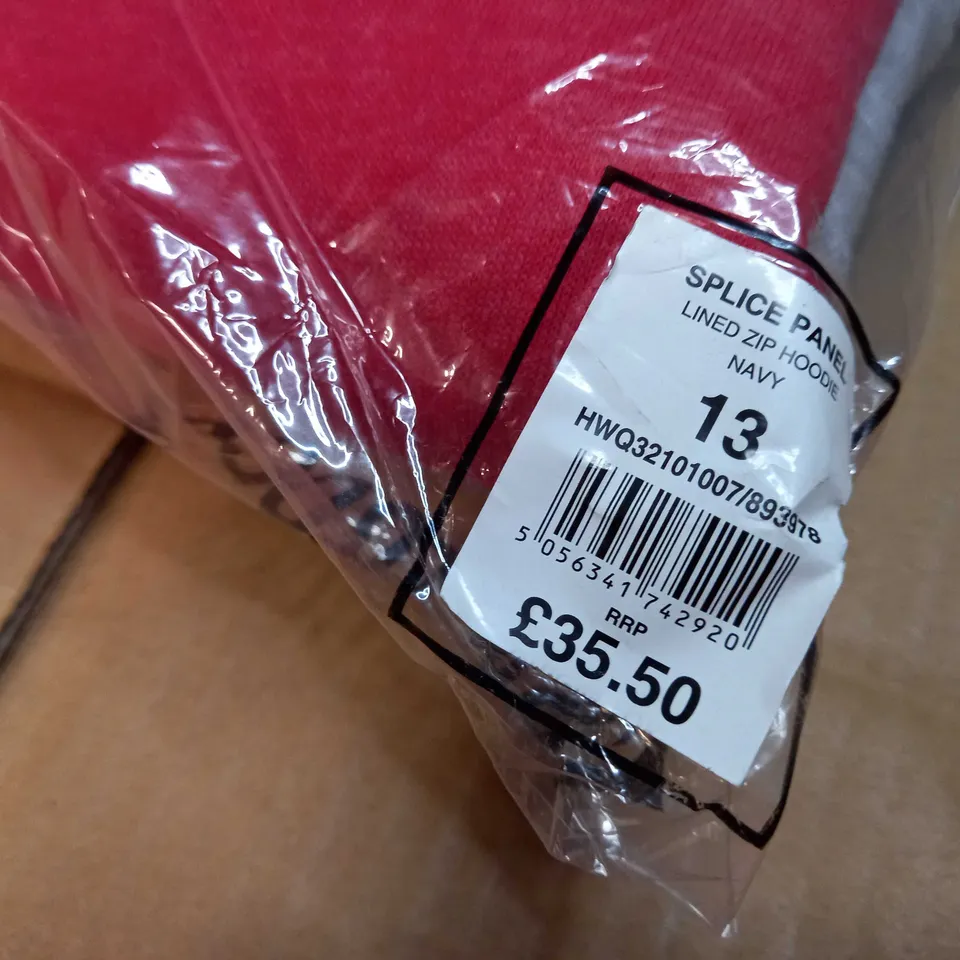 SPLICE PANEL
LINED ZIP HOODIE
NAVY
13
HWQ32101007/893978
5 056341 742920
RRP
£35.50